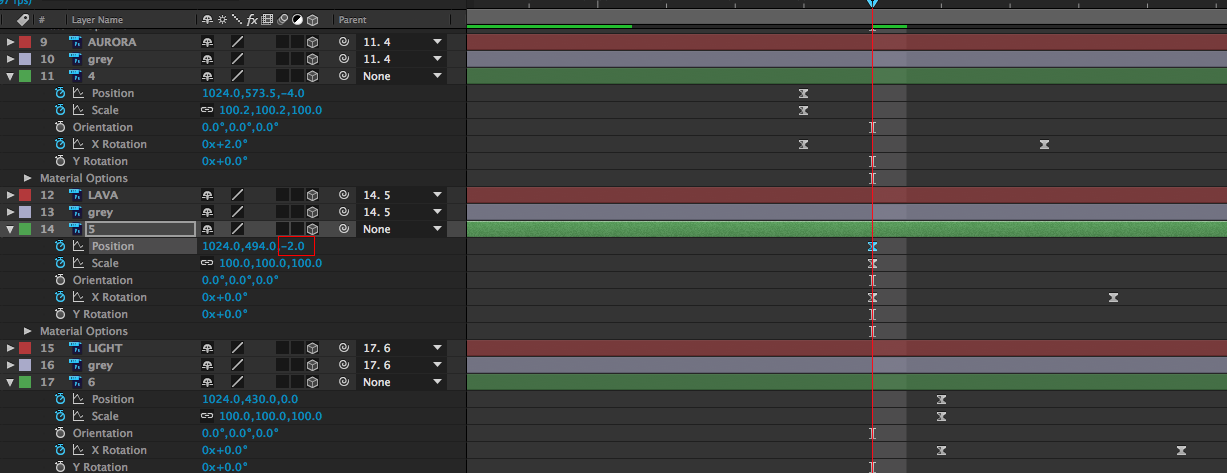 97 fps)
# Layer Name fx Parent
9 AURORA 11. 4
10 grey 11. 4
11 4 None
Position 1024.0,573.5,-4.0
Scale 100.2,100.2,100.0
Orientation 0.0°,0.0°,0.0°
X Rotation 0x+2.0°
Y Rotation 0x+0.0°
Material Options
12 LAVA 14. 5
13 grey 14. 5
14 5 None
Position 1024.0,494.0,-2.0
Scale 100.0,100.0,100.0
Orientation 0.0°,0.0°,0.0°
X Rotation 0x+0.0°
Y Rotation 0x+0.0°
Material Options
15 LIGHT 17. 6
16 grey 17. 6
17 6 None
Position 1024.0,430.0,0.0
Scale 100.0,100.0,100.0
Orientation 0.0°,0.0°,0.0°
X Rotation 0x+0.0°
Y Rotation 0x+0.0°